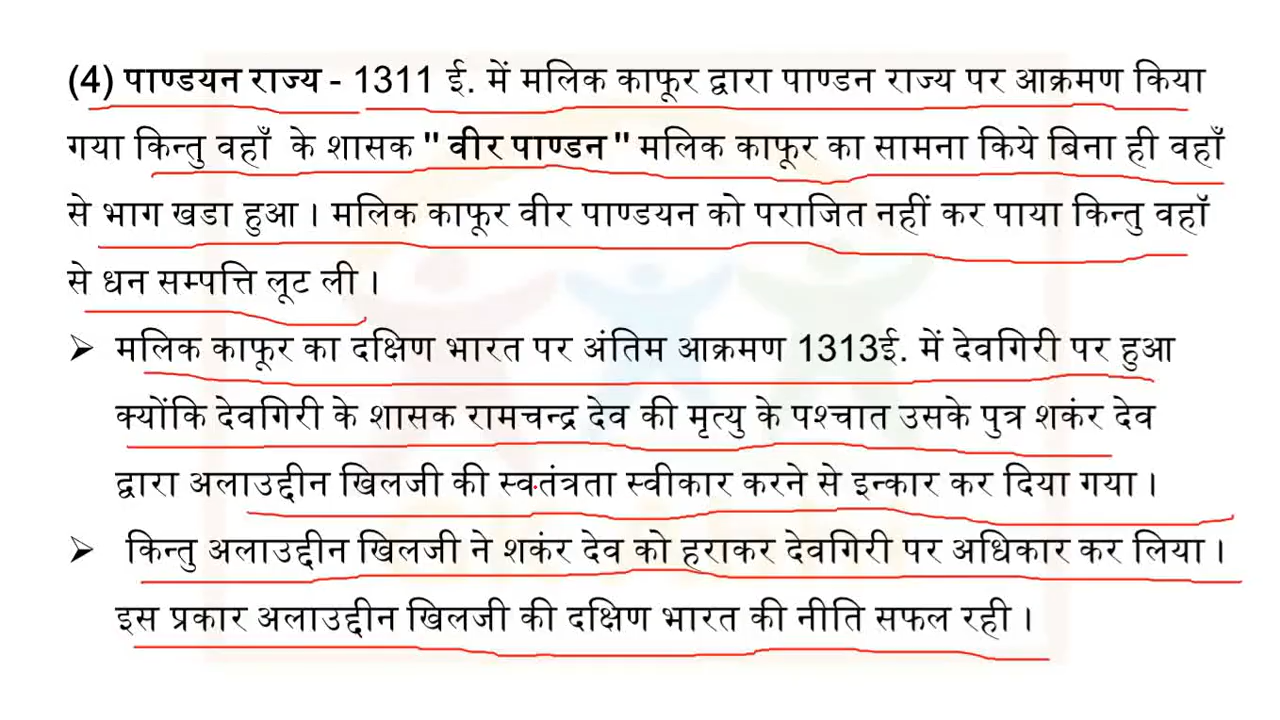 (4) पाण्डयन राज्य - 1311 ई. में मलिक काफूर द्वारा पाण्डन राज्य पर आक्रमण किया
गया किन्तु वहाँ के शासक " वीर पाण्डन " मलिक काफूर का सामना किये बिना ही वहाँ
से भाग खडा हुआ । मलिक काफूर वीर पाण्डयन को पराजित नहीं कर पाया किन्तु वहॉ
से धन सम्पत्ति लूट ली ।
➢ मलिक काफूर का दक्षिण भारत पर अंतिम आक्रमण 1313ई. में देवगिरी पर हुआ
क्योंकि देवगिरी के शासक रामचन्द्र देव की मृत्यु के पश्चात उसके पुत्र शकंर देव
द्वारा अलाउद्दीन खिलजी की स्वतंत्रता स्वीकार करने से इन्कार कर दिया गया ।
➢ किन्तु अलाउद्दीन खिलजी ने शकंर देव को हराकर देवगिरी पर अधिकार कर लिया ।
इस प्रकार अलाउद्दीन खिलजी की दक्षिण भारत की नीति सफल रही ।